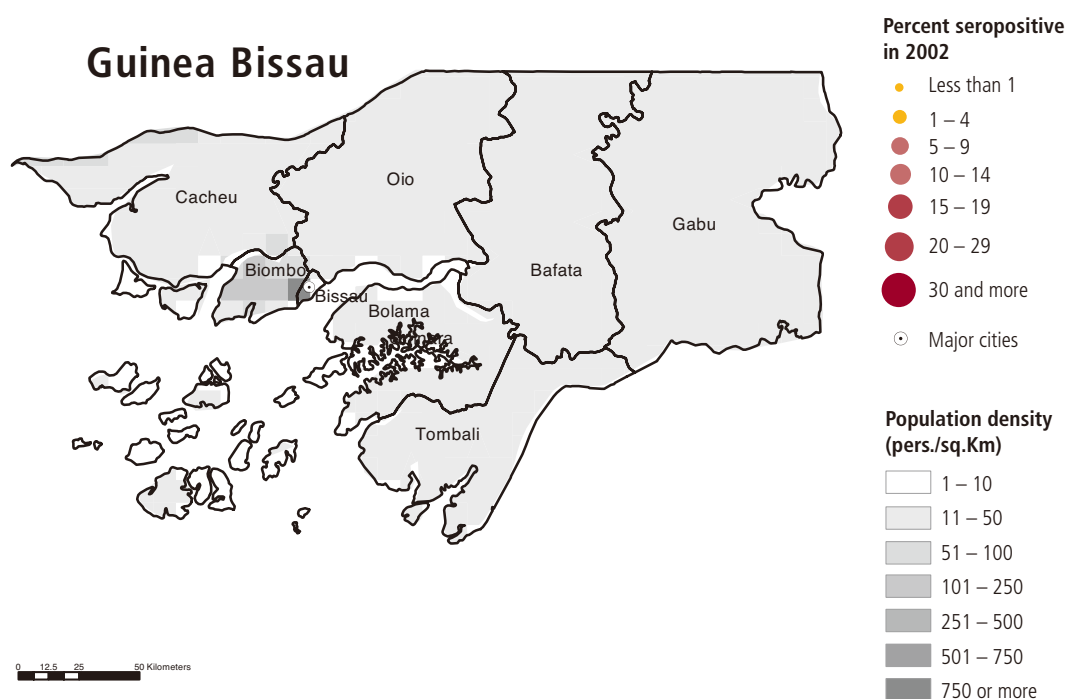 Guinea Bissau
Cacheu
Oio
Gabu
Bafata
Biombo
Bissau
Bolama
Tombali
0 12.5 25 50 Kilometers
Percent seropositive
in 2002
Less than 1
1 – 4
5 – 9
10 – 14
15 – 19
20 – 29
30 and more
Major cities
Population density
(pers./sq.Km)
1 – 10
11 – 50
51 – 100
101 – 250
251 – 500
501 – 750
750 or more